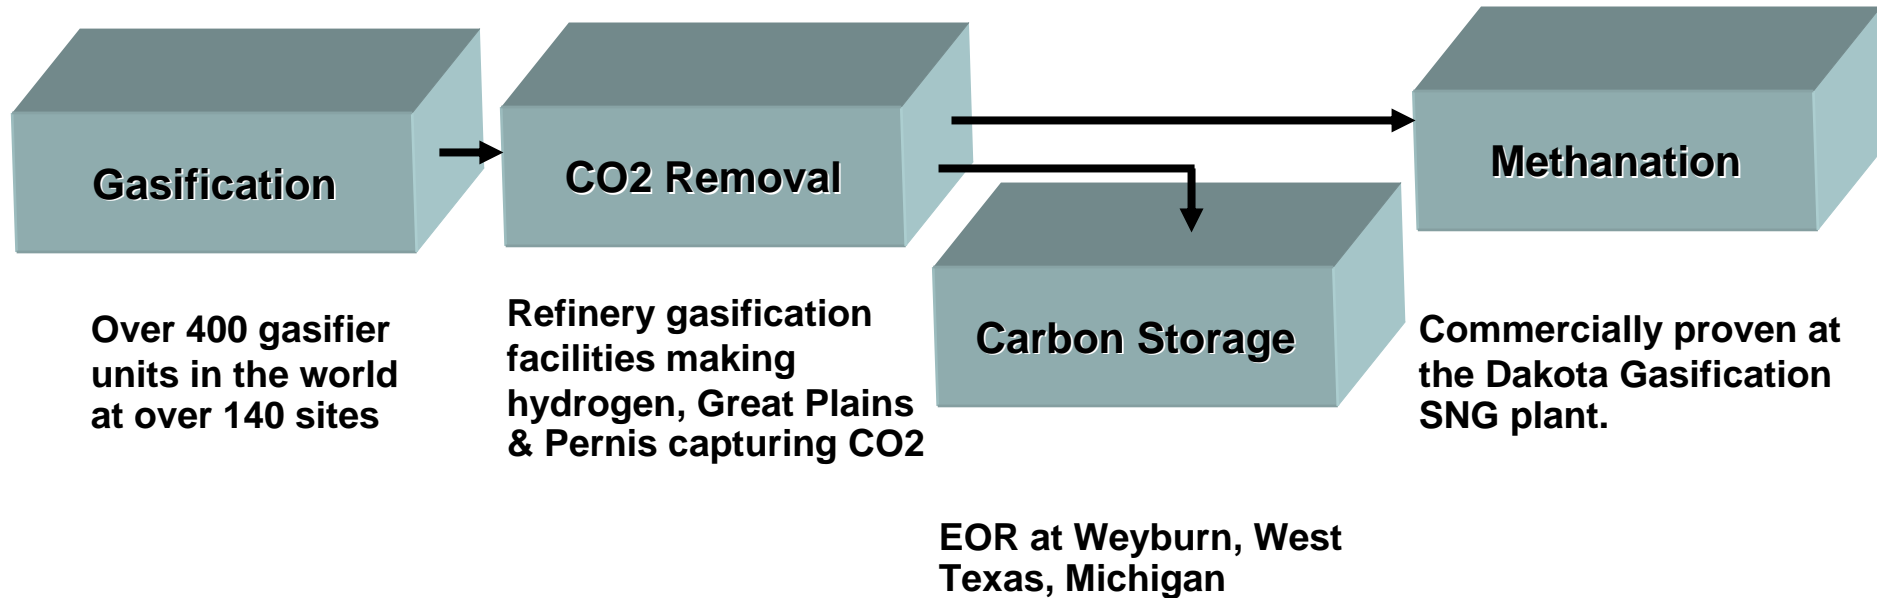 Gasification
CO2 Removal
Methanation
Carbon Storage
Over 400 gasifier
units in the world
at over 140 sites
Refinery gasification
facilities making
hydrogen, Great Plains
& Pernis capturing CO2
Commercially proven at
the Dakota Gasification
SNG plant.
EOR at Weyburn, West
Texas, Michigan